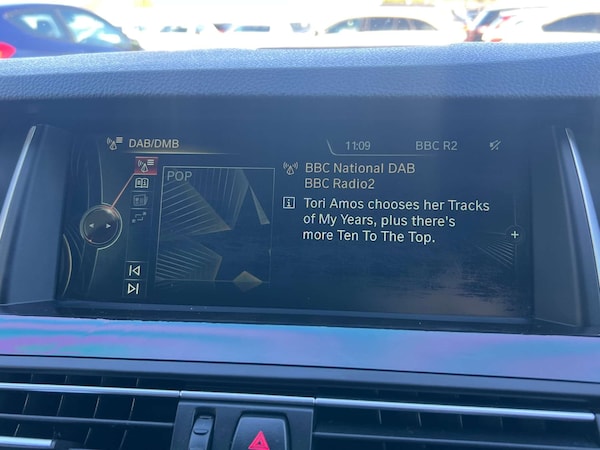 DAB/DMB
11:09
BBC R2
POP
BBC National DAB
BBC Radio2
Tori Amos chooses her Tracks
of My Years, plus there's
more Ten To The Top.